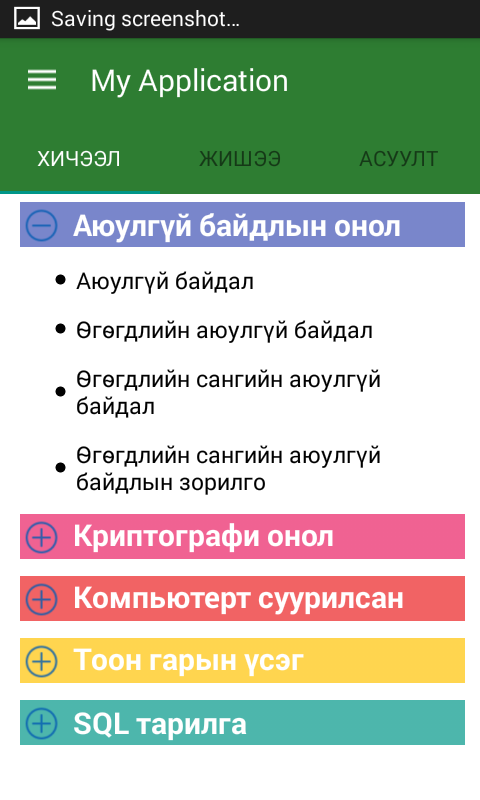 Saving screenshot...
My Application
ХИЧЭЭЛ
ЖИШЭЭ
АСУУЛТ
Аюулгүй байдлын онол
Аюулгүй байдал
Өгөгдлийн аюулгүй байдал
Өгөгдлийн сангийн аюулгүй
байдал
Өгөгдлийн сангийн аюулгүй
байдлын зорилго
Криптографи онол
Компьютерт суурилсан
Тоон гарын үсэг
SQL тарилга